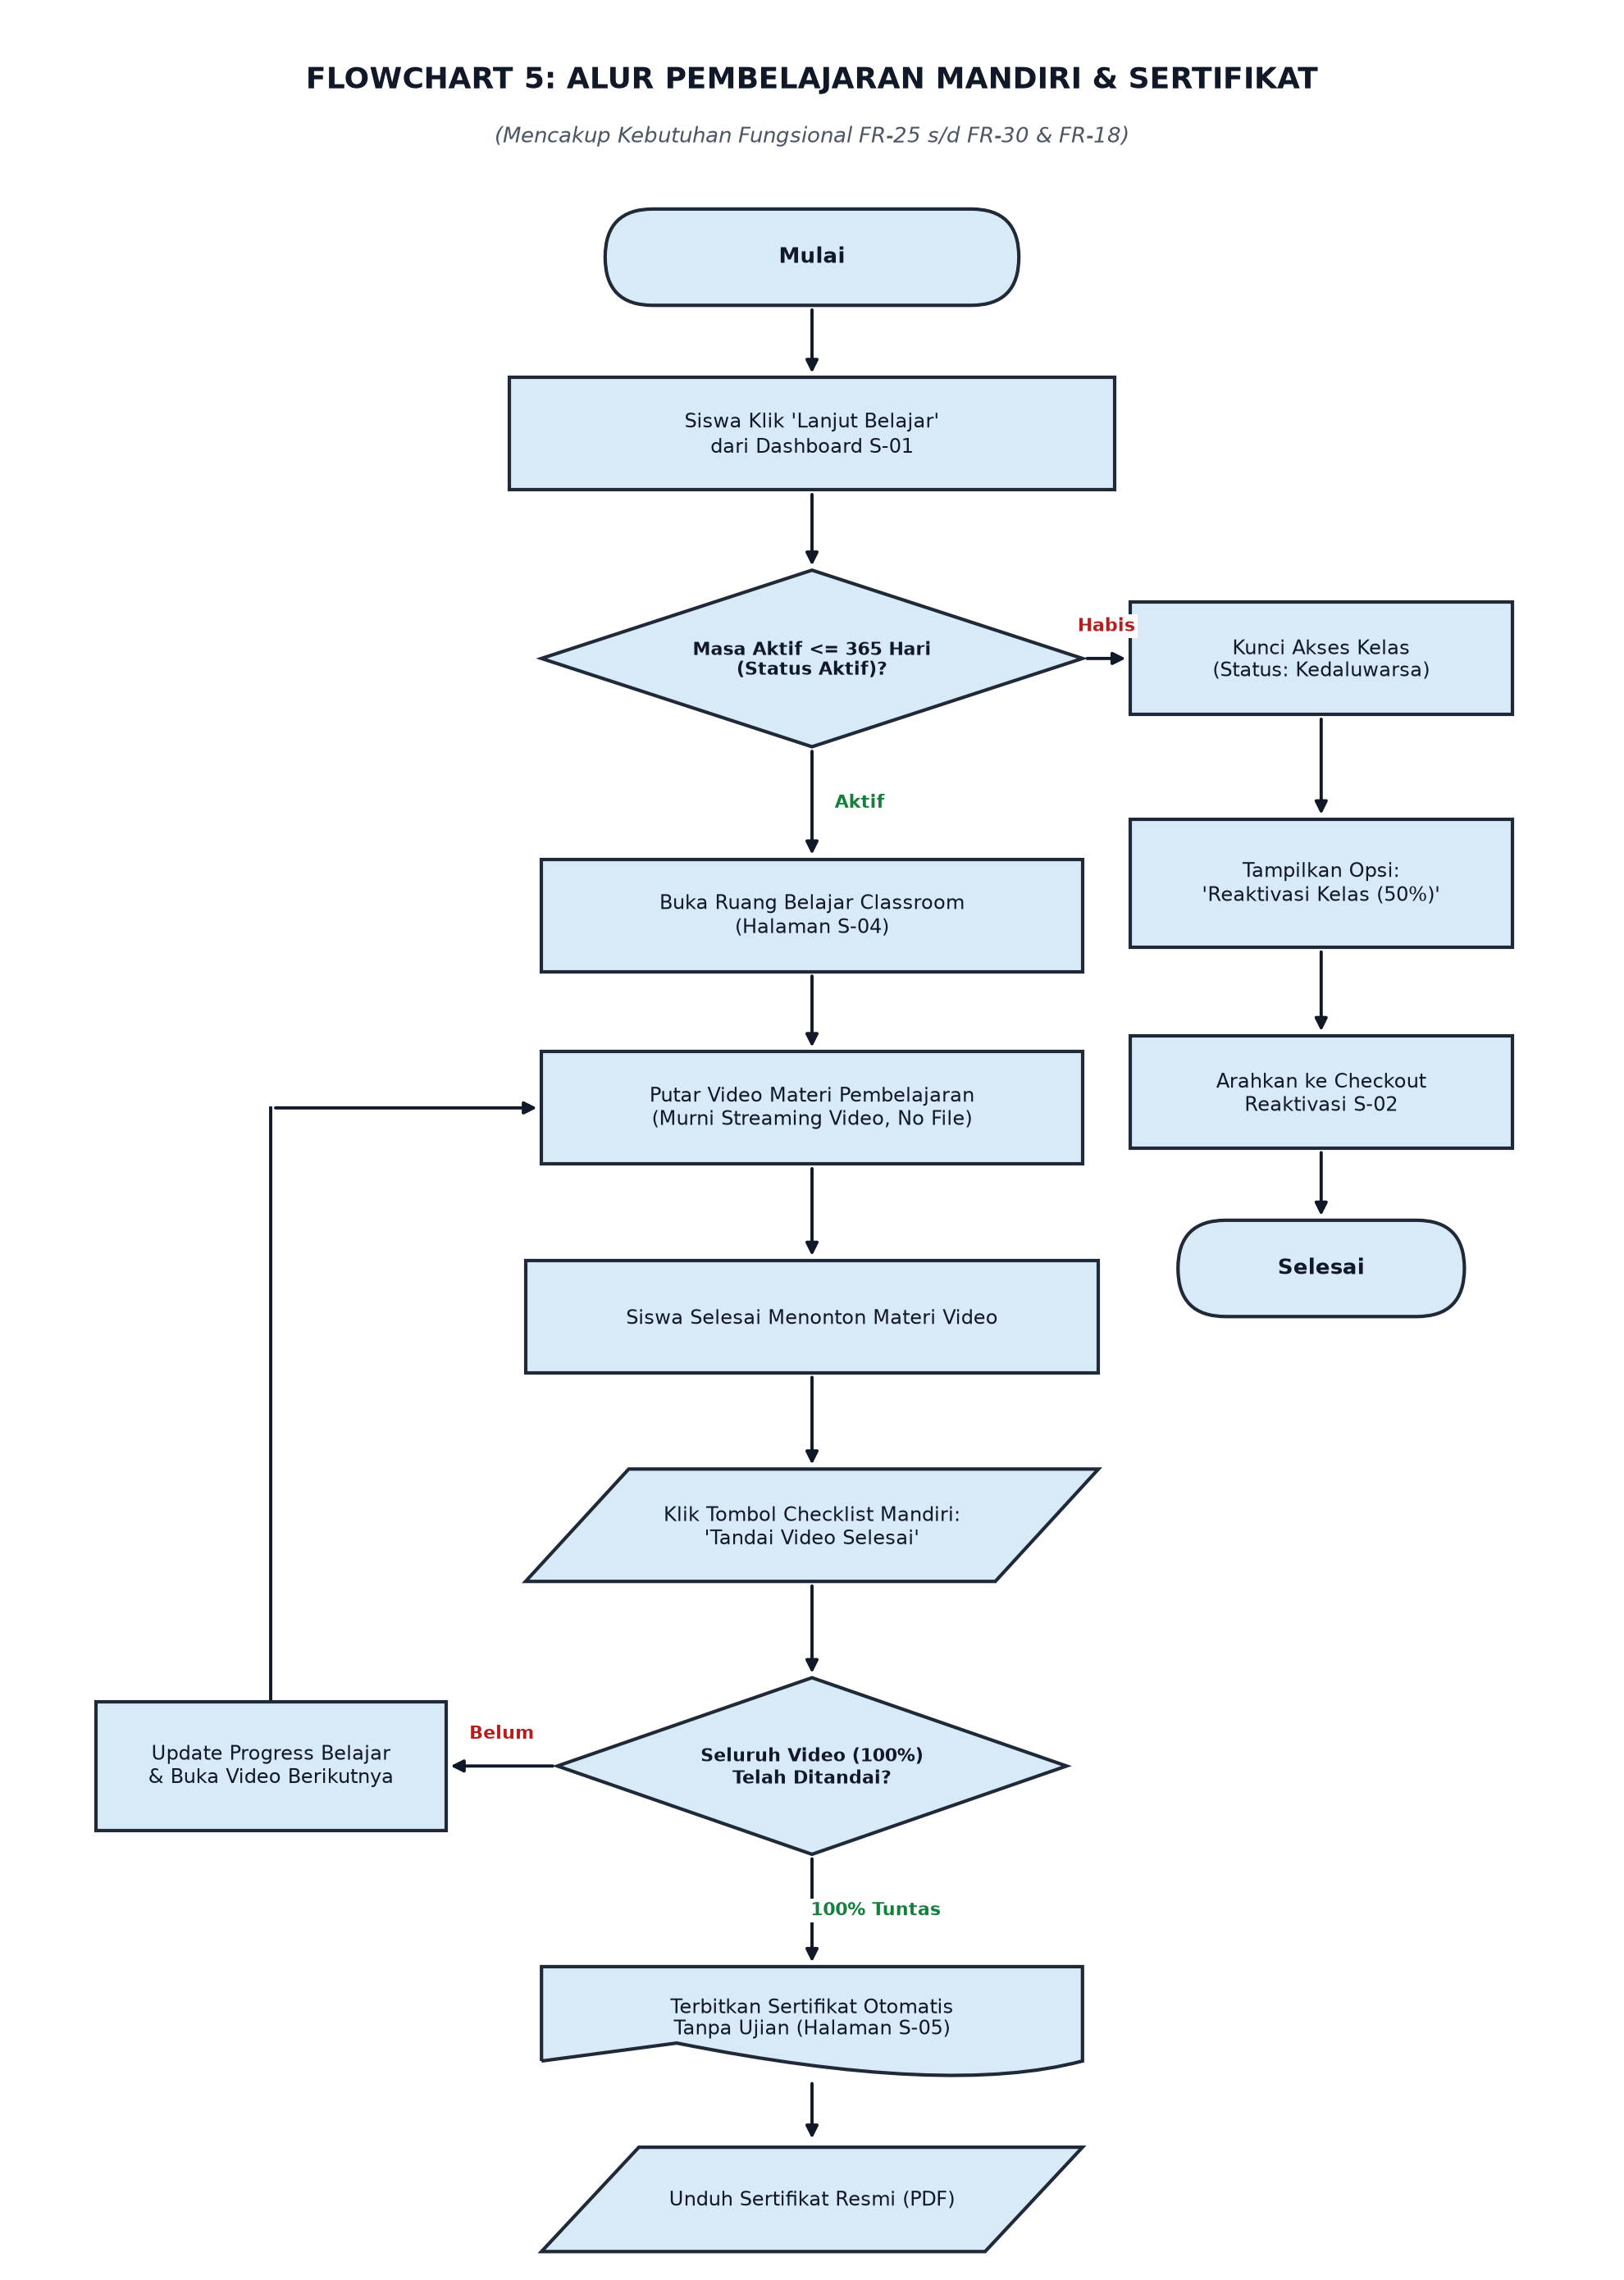 FLOWCHART 5: ALUR PEMBELAJARAN MANDIRI & SERTIFIKAT
(Mencakup Kebutuhan Fungsional FR-25 s/d FR-30 & FR-18)
Mulai
Siswa Klik 'Lanjut Belajar'
dari Dashboard S-01
Masa Aktif <= 365 Hari
(Status Aktif)?
Habis
Kunci Akses Kelas
(Status: Kedaluwarsa)
Aktif
Tampilkan Opsi:
'Reaktivasi Kelas (50%)'
Buka Ruang Belajar Classroom
(Halaman S-04)
Arahkan ke Checkout
Reaktivasi S-02
Putar Video Materi Pembelajaran
(Murni Streaming Video, No File)
Selesai
Siswa Selesai Menonton Materi Video
Klik Tombol Checklist Mandiri:
'Tandai Video Selesai'
Seluruh Video (100%)
Telah Ditandai?
Belum
Update Progress Belajar
& Buka Video Berikutnya
100% Tuntas
Terbitkan Sertifikat Otomatis
Tanpa Ujian (Halaman S-05)
Unduh Sertifikat Resmi (PDF)